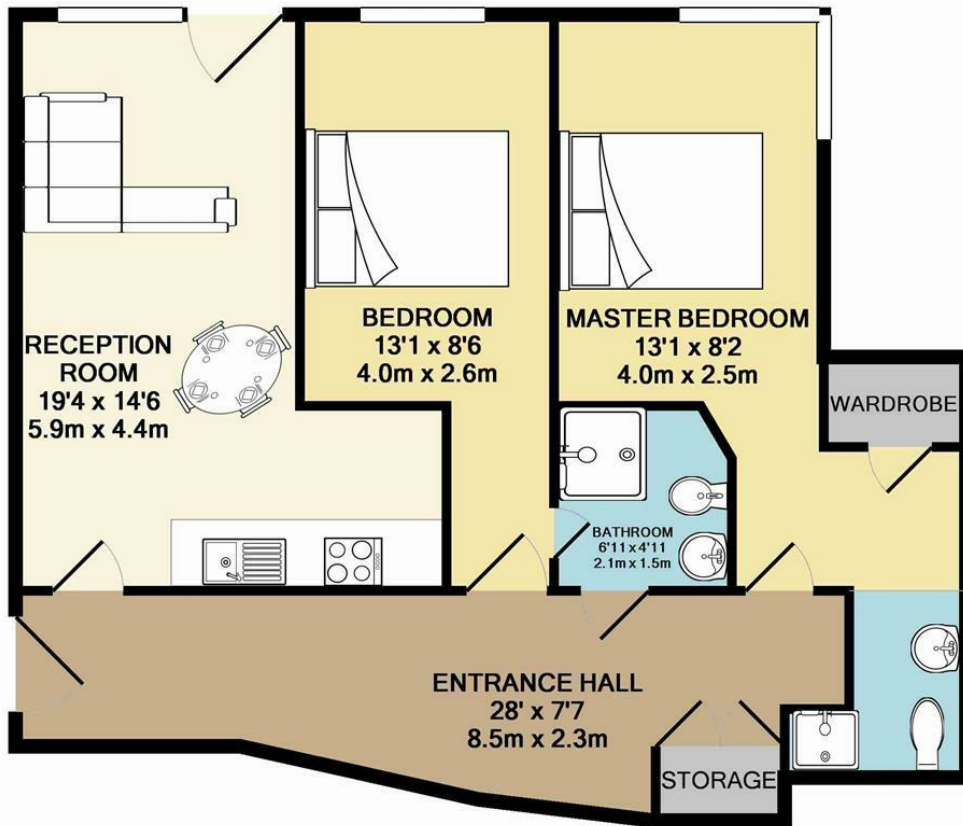 RECEPTION
ROOM
19'4 x 14'6
5.9m x 4.4m
BEDROOM
13'1 x 8'6
4.0m x 2.6m
MASTER BEDROOM
13'1 x 8'2
4.0m x 2.5m
WARDROBE
BATHROOM
6'11 x 4'11
2.1m x 1.5m
ENTRANCE HALL
28' x 7'7
8.5m x 2.3m
STORAGE